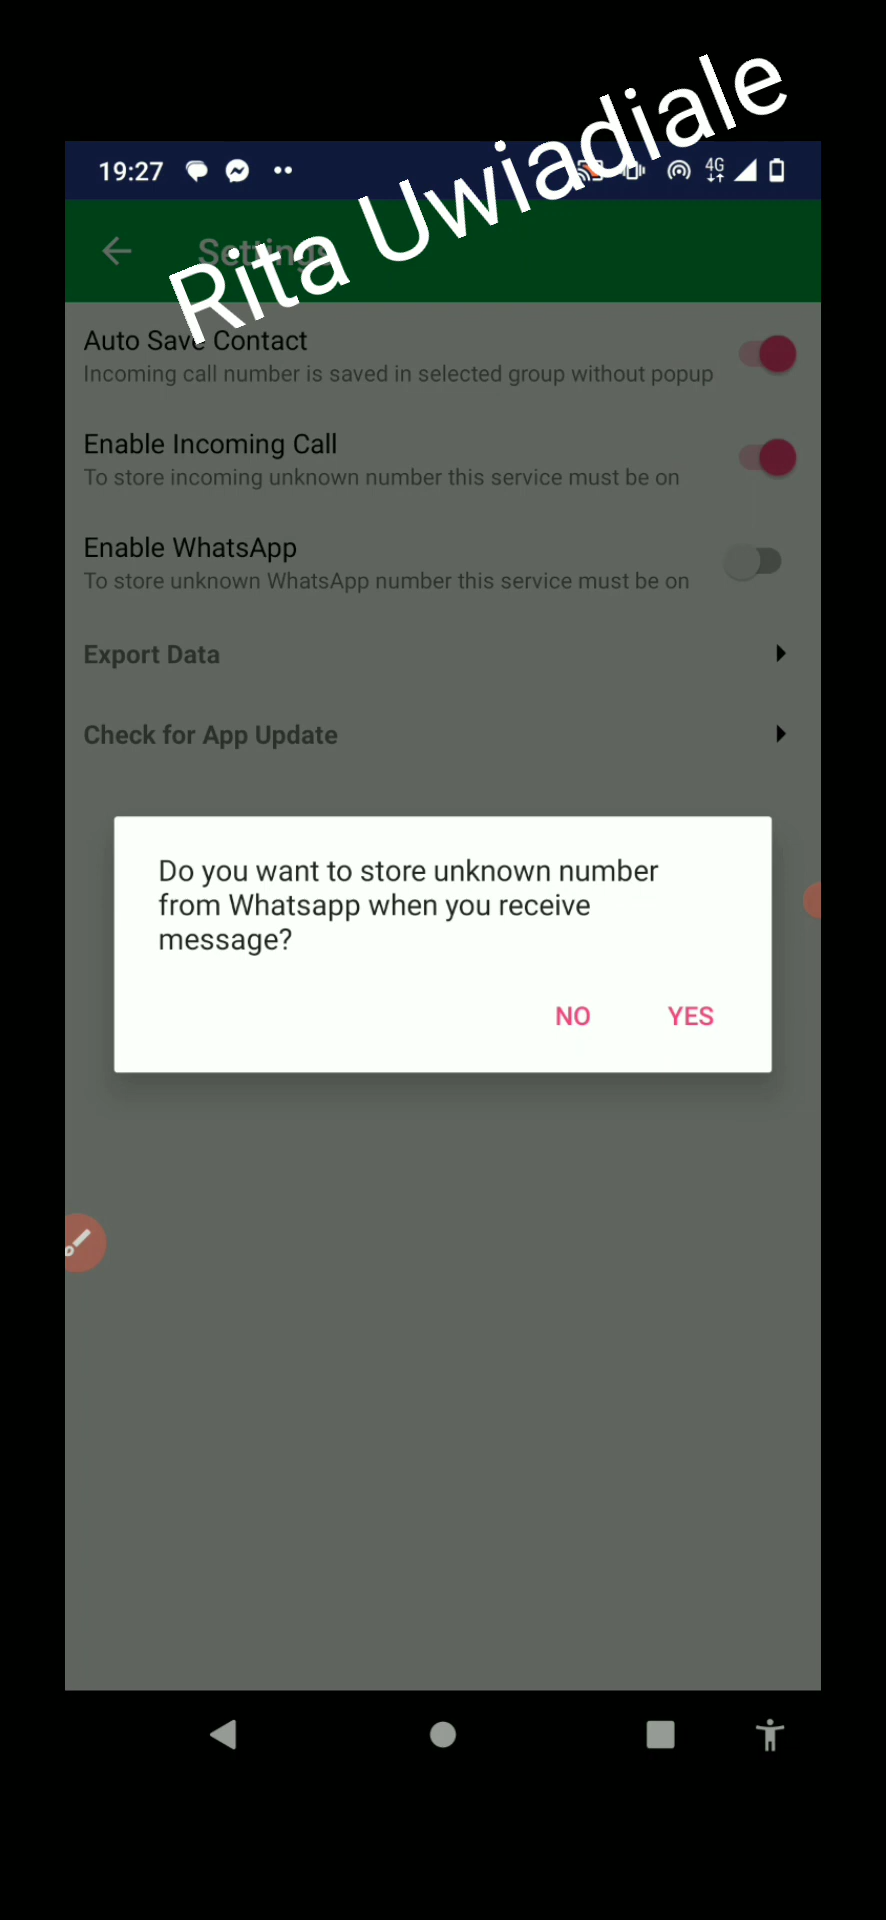 Rita Uwiadiale
19:27
4G
Settings
Auto Save Contact
Incoming call number is saved in selected group without popup
Enable Incoming Call
To store incoming unknown number this service must be on
Enable WhatsApp
To store unknown WhatsApp number this service must be on
Export Data
Check for App Update
Do you want to store unknown number
from Whatsapp when you receive
message?
NO YES